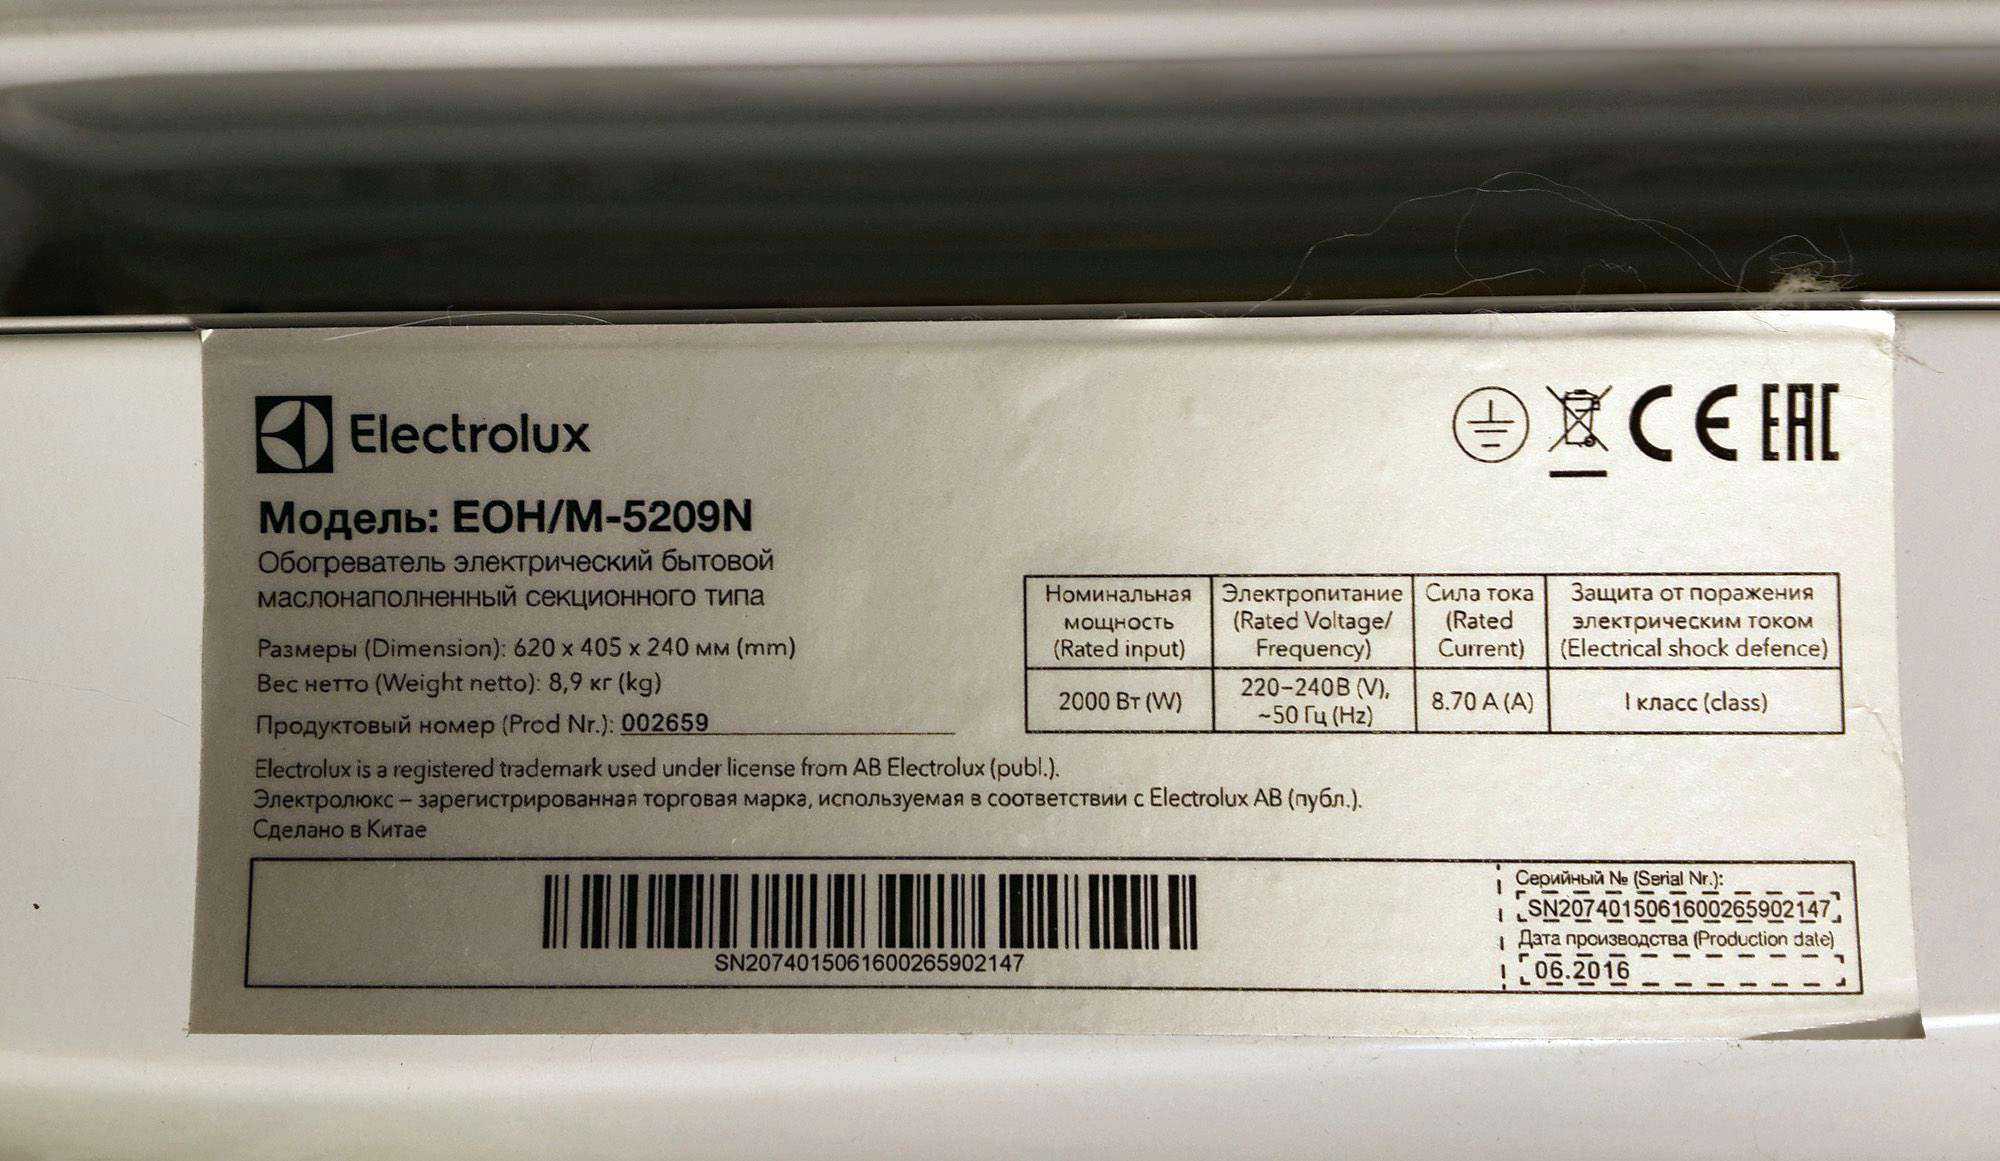 Electrolux
CE EAC
Модель: EOH/M-5209N
Обогреватель электрический бытовой
маслонаполненный секционного типа
Размеры (Dimension): 620 x 405 x 240 мм (mm)
Вес нетто (Weight netto): 8,9 кг (kg)
Продуктовый номер (Prod Nr.): 002659
Номинальная
мощность
(Rated input)
Электропитание
(Rated Voltage/
Frequency)
Сила тока
(Rated
Current)
Защита от поражения
электрическим током
(Electrical shock defence)
2000 Вт (W)
220–240В (V),
~50 Гц (Hz)
8.70 А (A)
I класс (class)
Electrolux is a registered trademark used under license from AB Electrolux (publ.).
Электролюкс – зарегистрированная торговая марка, используемая в соответствии с Electrolux AB (публ.).
Сделано в Китае
SN20740150616002659​02147
Серийный № (Serial Nr.):
SN2074015061600265902147
Дата производства (Production date)
06.2016